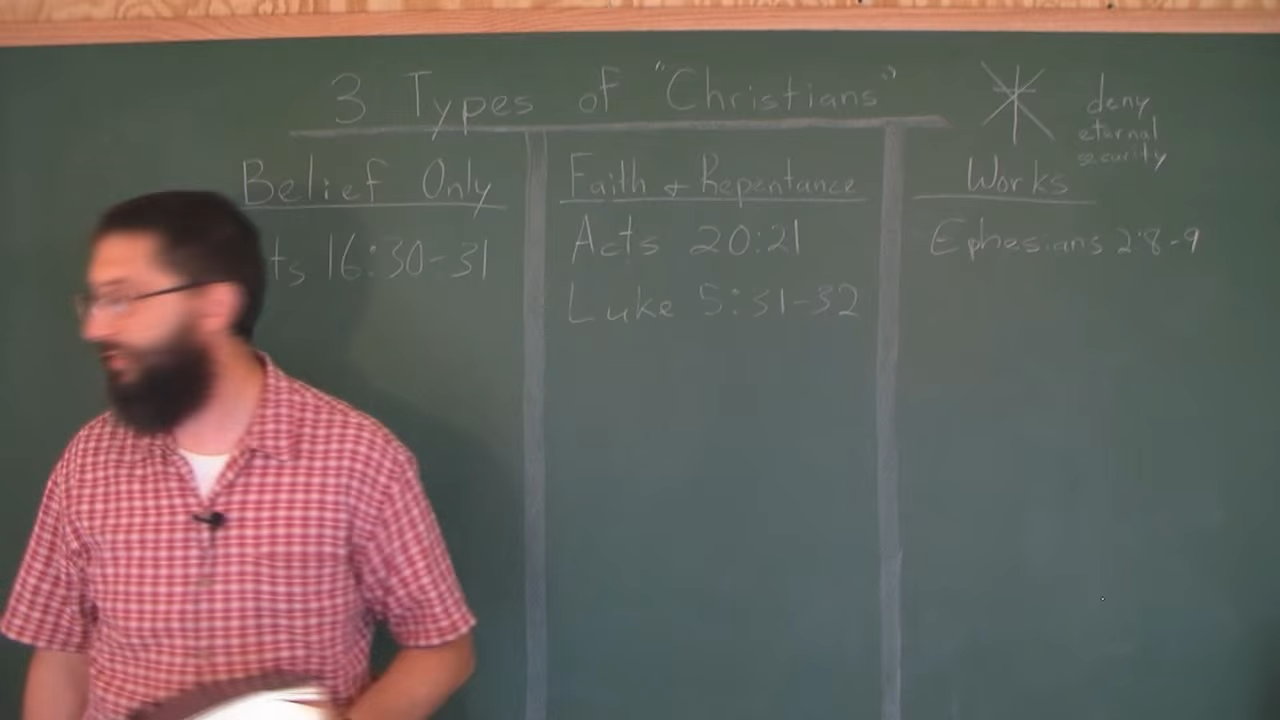 3 Types of "Christians"
deny
eternal
security
Belief Only
ts 16:30-31
Faith & Repentance
Acts 20:21
Luke 5:31-32
Works
Ephesians 2:8-9